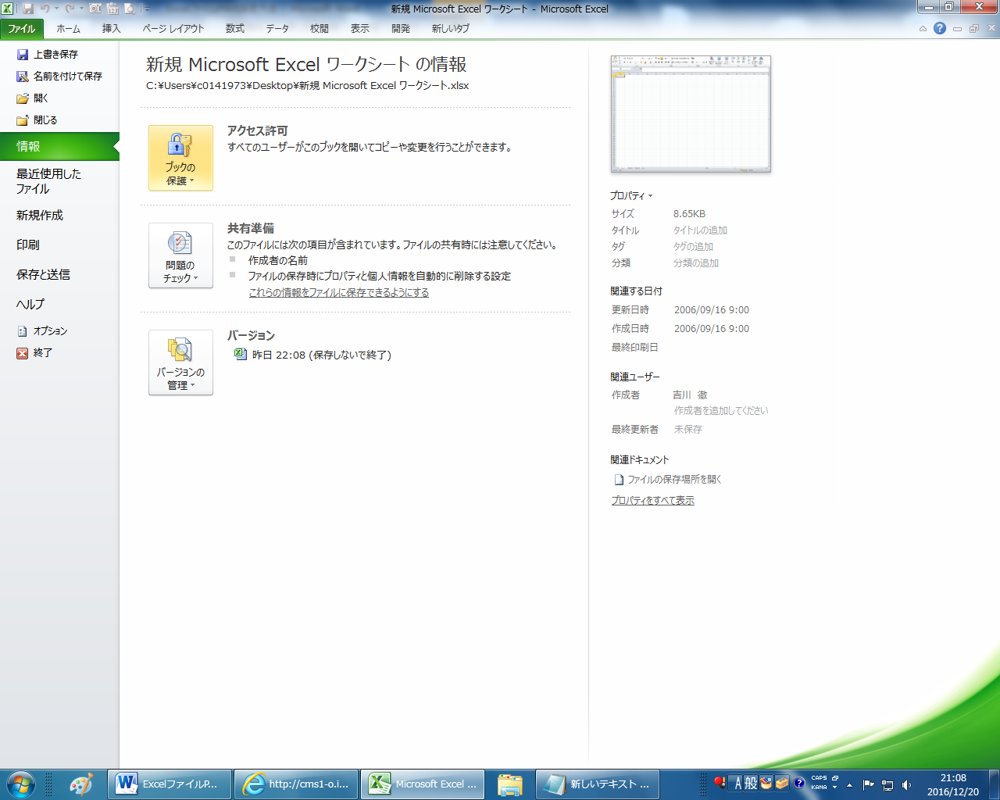 新規 Microsoft Excel ワークシート - Microsoft Excel
ファイル ホーム 挿入 ページ レイアウト 数式 データ 校閲 表示 開発 新しいタブ
上書き保存
名前を付けて保存
開く
閉じる
情報
最近使用した
ファイル
新規作成
印刷
保存と送信
ヘルプ
オプション
終了
新規 Microsoft Excel ワークシート の情報
C:¥Users¥c0141973¥Desktop¥新規 Microsoft Excel ワークシート.xlsx
ブックの
保護
アクセス許可
すべてのユーザーがこのブックを開いてコピーや変更を行うことができます。
問題の
チェック
共有準備
このファイルには次の項目が含まれています。ファイルの共有時には注意してください。
作成者の名前
ファイルの保存時にプロパティと個人情報を自動的に削除する設定
これらの情報をファイルに保存できるようにする
バージョンの
管理
バージョン
昨日 22:08 (保存しないで終了)
プロパティ
サイズ 8.65KB
タイトル タイトルの追加
タグ タグの追加
分類 分類の追加
関連する日付
更新日時 2006/09/16 9:00
作成日時 2006/09/16 9:00
最終印刷日
関連ユーザー
作成者 吉川 徹
作成者を追加してください
最終更新者 未保存
関連ドキュメント
ファイルの保存場所を開く
プロパティをすべて表示
ExcelファイルP... http://cms1-o.i... Microsoft Excel ... 新しいテキスト ...
A 般 CAPS KANA
21:08
2016/12/20